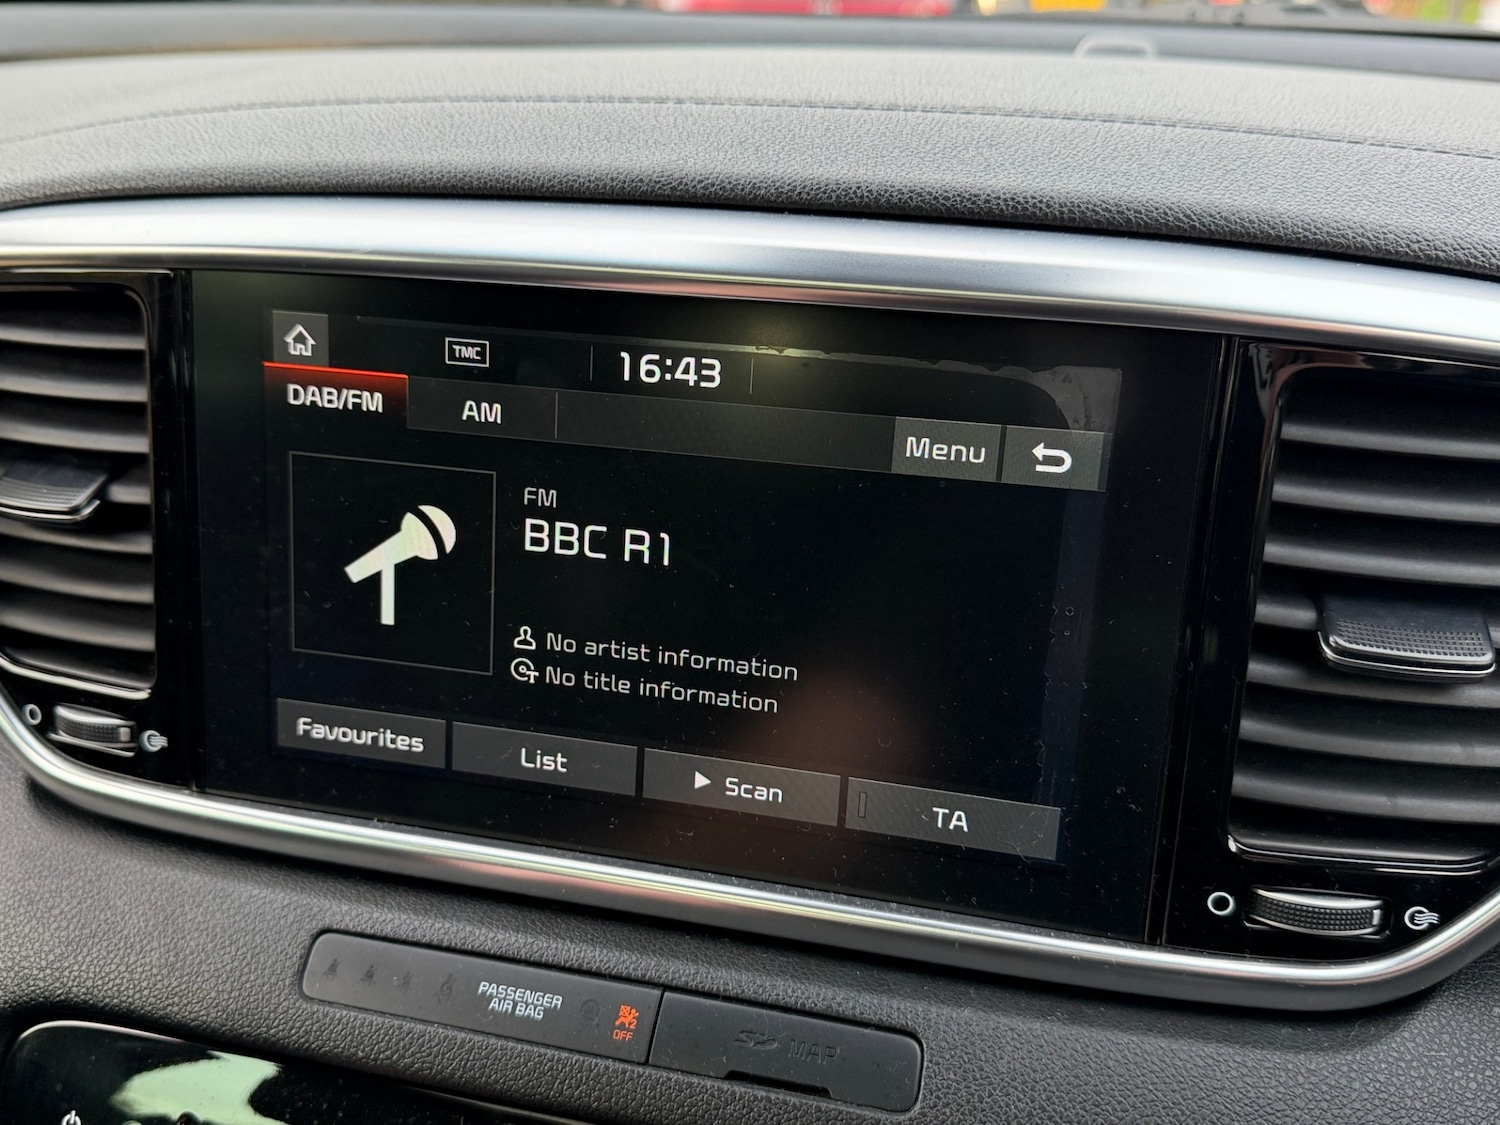 TMC
16:43
DAB/FM
AM
Menu
FM
BBC R1
No artist information
No title information
Favourites
List
Scan
TA
PASSENGER
AIR BAG
2
OFF
MAP